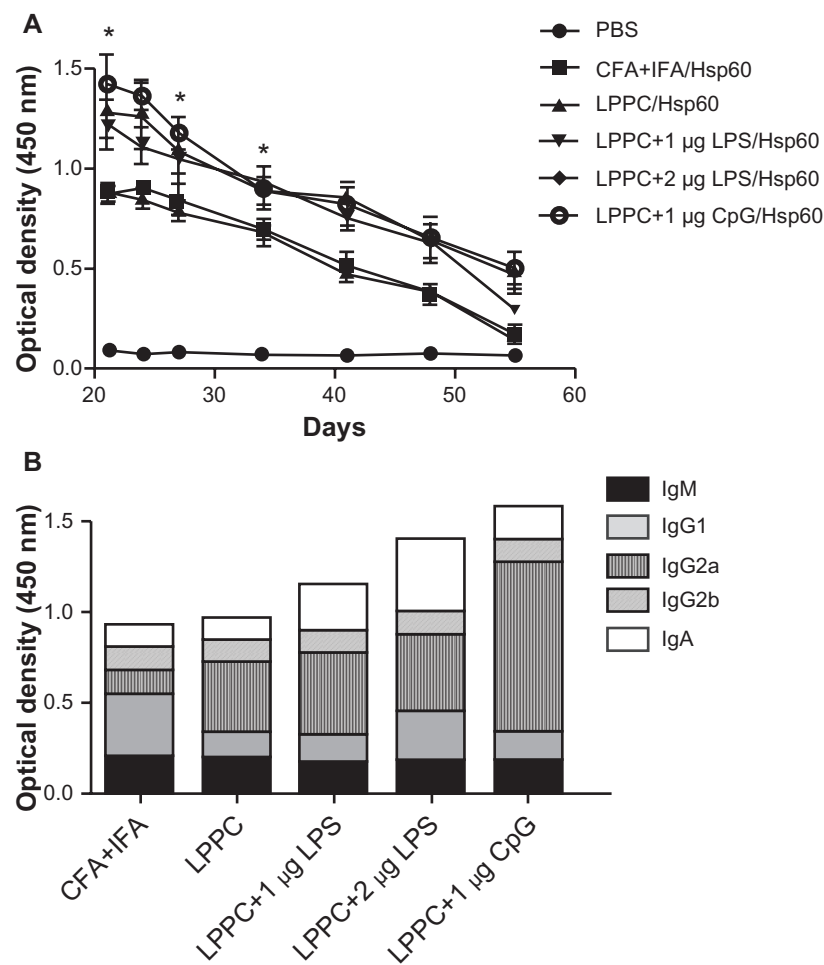 A
*
*
*
Optical density (450 nm)
1.5
1.0
0.5
0.0
20
30
40
50
60
Days
PBS
CFA+IFA/Hsp60
LPPC/Hsp60
LPPC+1 µg LPS/Hsp60
LPPC+2 µg LPS/Hsp60
LPPC+1 µg CpG/Hsp60
B
Optical density (450 nm)
1.5
1.0
0.5
0.0
CFA+IFA
LPPC
LPPC+1 µg LPS
LPPC+2 µg LPS
LPPC+1 µg CpG
IgM
IgG1
IgG2a
IgG2b
IgA